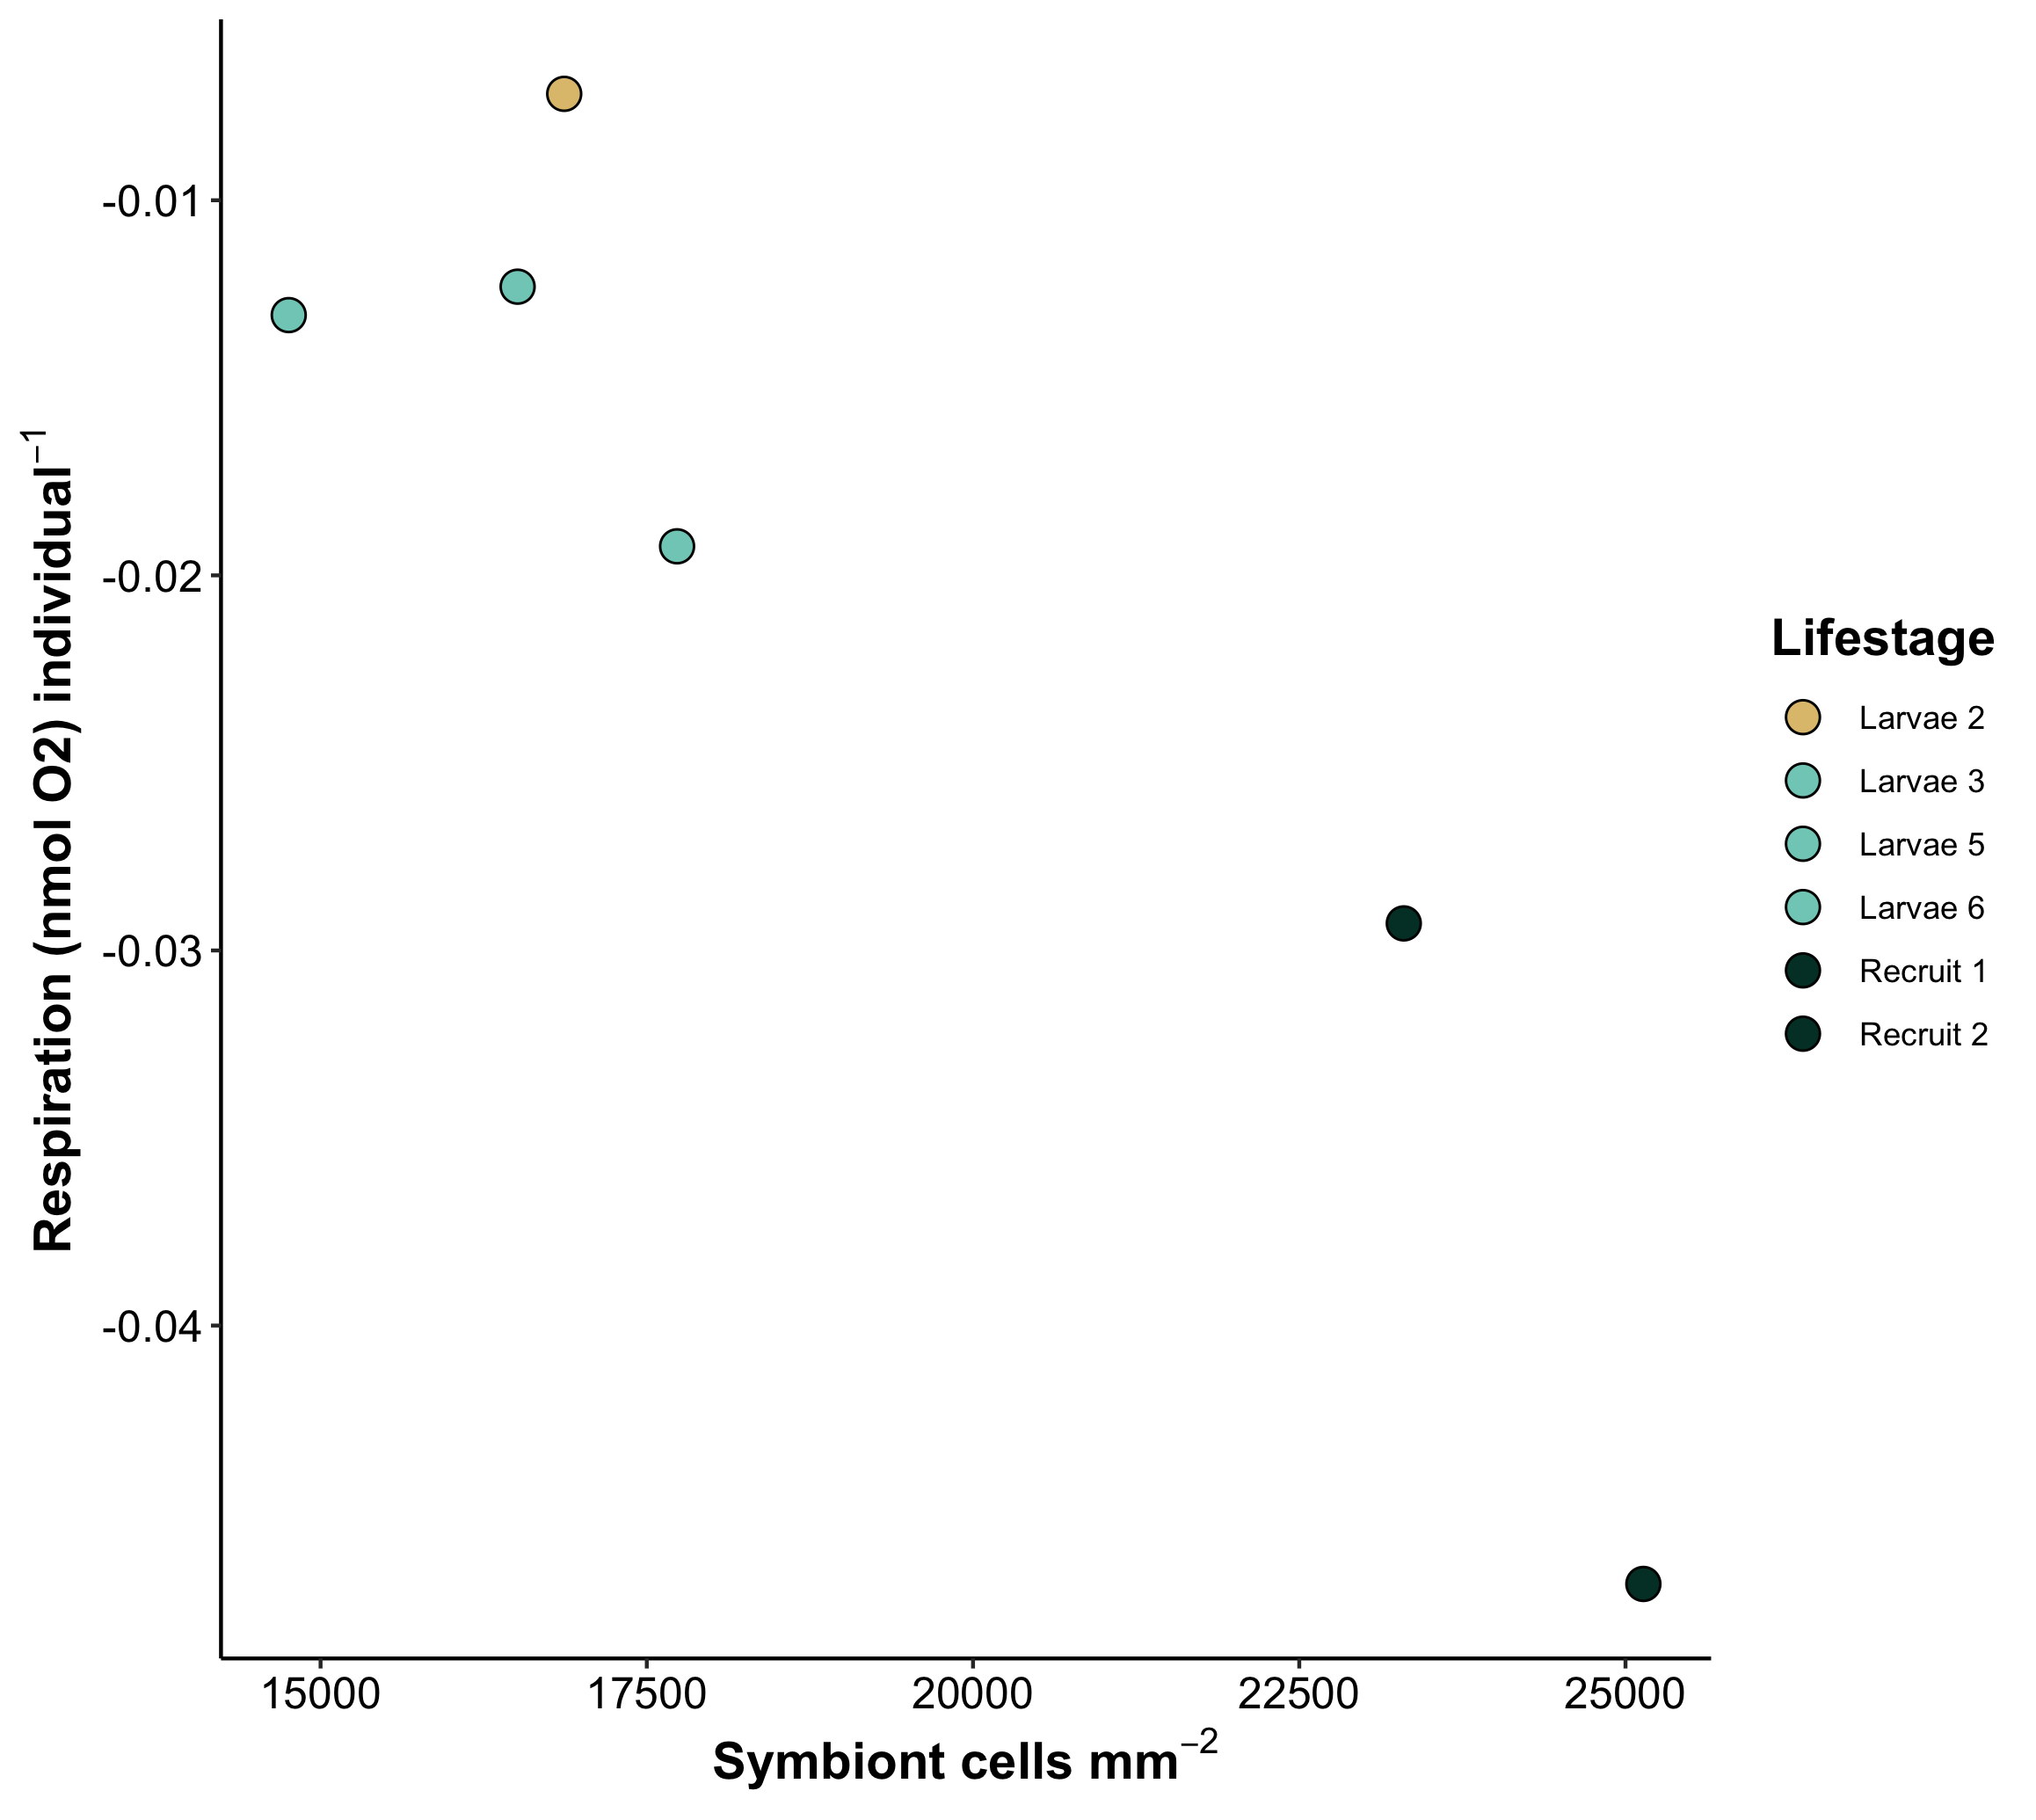 Respiration (nmol O2) individual⁻¹
-0.01
-0.02
-0.03
-0.04
15000 17500 20000 22500 25000
Symbiont cells mm⁻²
Lifestage
Larvae 2
Larvae 3
Larvae 5
Larvae 6
Recruit 1
Recruit 2